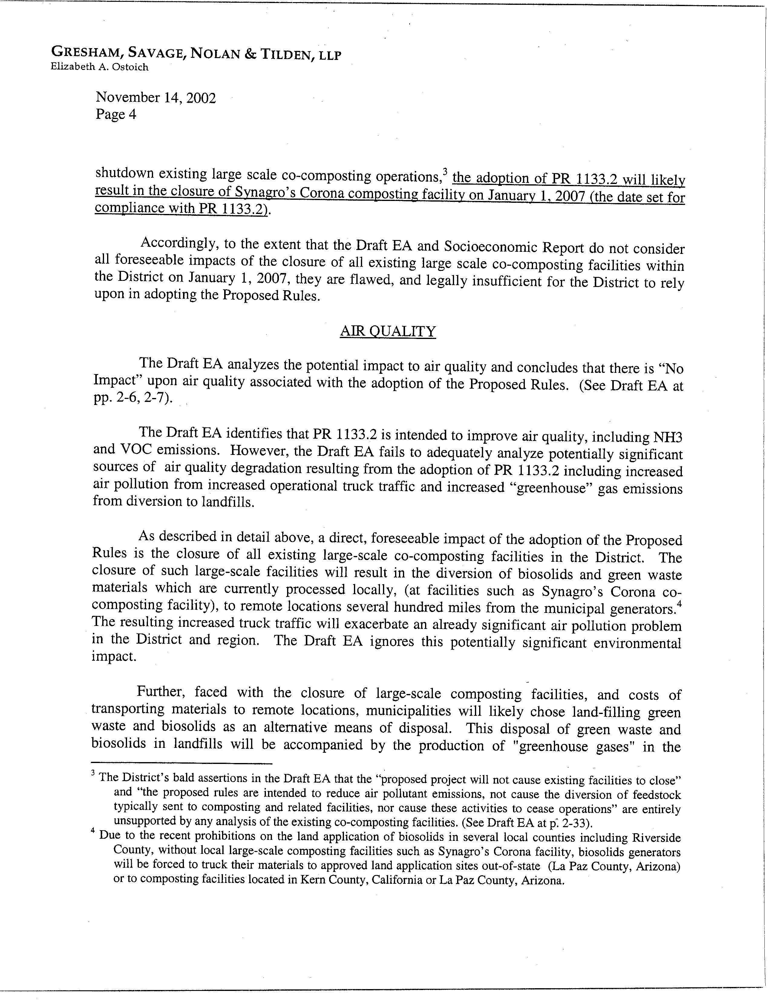 GRESHAM, SAVAGE, NOLAN & TILDEN, LLP
Elizabeth A. Ostoich
November 14, 2002
Page 4
shutdown existing large scale co-composting operations,³ the adoption of PR 1133.2 will likely
result in the closure of Synagro's Corona composting facility on January 1, 2007 (the date set for
compliance with PR 1133.2).
Accordingly, to the extent that the Draft EA and Socioeconomic Report do not consider
all foreseeable impacts of the closure of all existing large scale co-composting facilities within
the District on January 1, 2007, they are flawed, and legally insufficient for the District to rely
upon in adopting the Proposed Rules.
AIR QUALITY
The Draft EA analyzes the potential impact to air quality and concludes that there is “No
Impact” upon air quality associated with the adoption of the Proposed Rules. (See Draft EA at
pp. 2-6, 2-7).
The Draft EA identifies that PR 1133.2 is intended to improve air quality, including NH3
and VOC emissions. However, the Draft EA fails to adequately analyze potentially significant
sources of air quality degradation resulting from the adoption of PR 1133.2 including increased
air pollution from increased operational truck traffic and increased “greenhouse” gas emissions
from diversion to landfills.
As described in detail above, a direct, foreseeable impact of the adoption of the Proposed
Rules is the closure of all existing large-scale co-composting facilities in the District. The
closure of such large-scale facilities will result in the diversion of biosolids and green waste
materials which are currently processed locally, (at facilities such as Synagro's Corona co-
composting facility), to remote locations several hundred miles from the municipal generators.⁴
The resulting increased truck traffic will exacerbate an already significant air pollution problem
in the District and region. The Draft EA ignores this potentially significant environmental
impact.
Further, faced with the closure of large-scale composting facilities, and costs of
transporting materials to remote locations, municipalities will likely chose land-filling green
waste and biosolids as an alternative means of disposal. This disposal of green waste and
biosolids in landfills will be accompanied by the production of "greenhouse gases" in the
³ The District's bald assertions in the Draft EA that the “proposed project will not cause existing facilities to close”
and “the proposed rules are intended to reduce air pollutant emissions, not cause the diversion of feedstock
typically sent to composting and related facilities, nor cause these activities to cease operations” are entirely
unsupported by any analysis of the existing co-composting facilities. (See Draft EA at p. 2-33).
⁴ Due to the recent prohibitions on the land application of biosolids in several local counties including Riverside
County, without local large-scale composting facilities such as Synagro's Corona facility, biosolids generators
will be forced to truck their materials to approved land application sites out-of-state (La Paz County, Arizona)
or to composting facilities located in Kern County, California or La Paz County, Arizona.